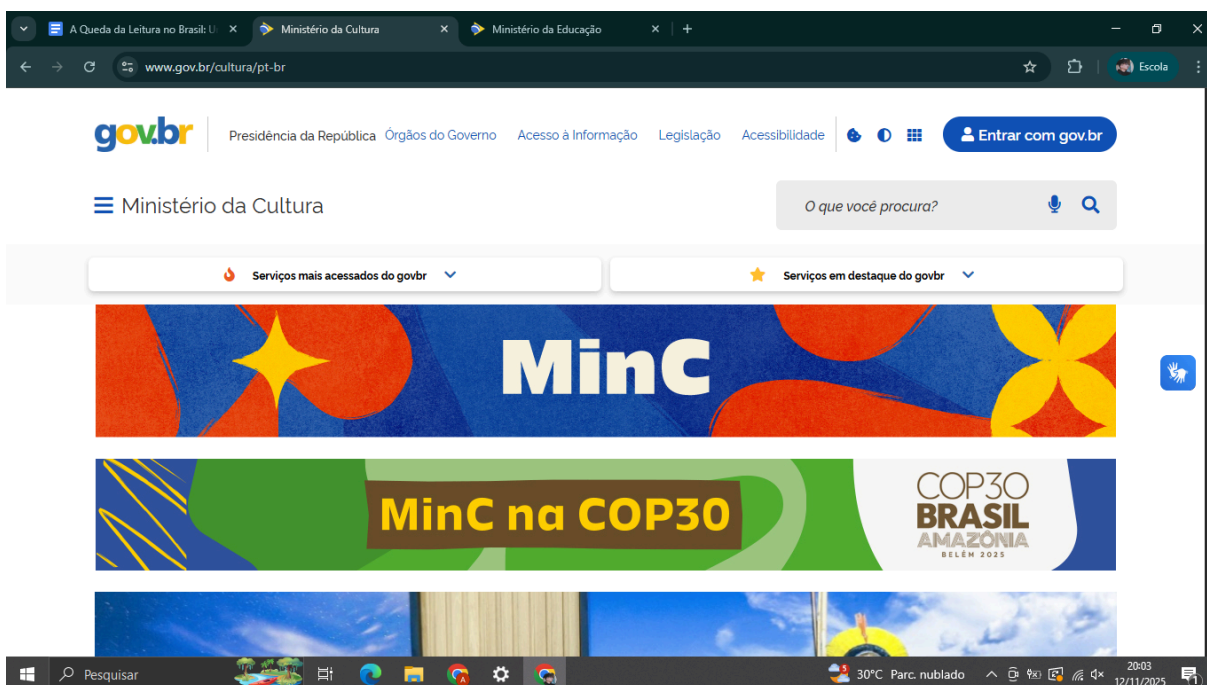 A Queda da Leitura no Brasil: U
Ministério da Cultura
Ministério da Educação
www.gov.br/cultura/pt-br
Escola
gov.br
Presidência da República
Órgãos do Governo
Acesso à Informação
Legislação
Acessibilidade
Entrar com gov.br
Ministério da Cultura
O que você procura?
Serviços mais acessados do govbr
Serviços em destaque do govbr
MinC
MinC na COP30
COP30
BRASIL
AMAZÔNIA
BELÉM 2025
Pesquisar
30°C Parc. nublado
20:03
12/11/2025